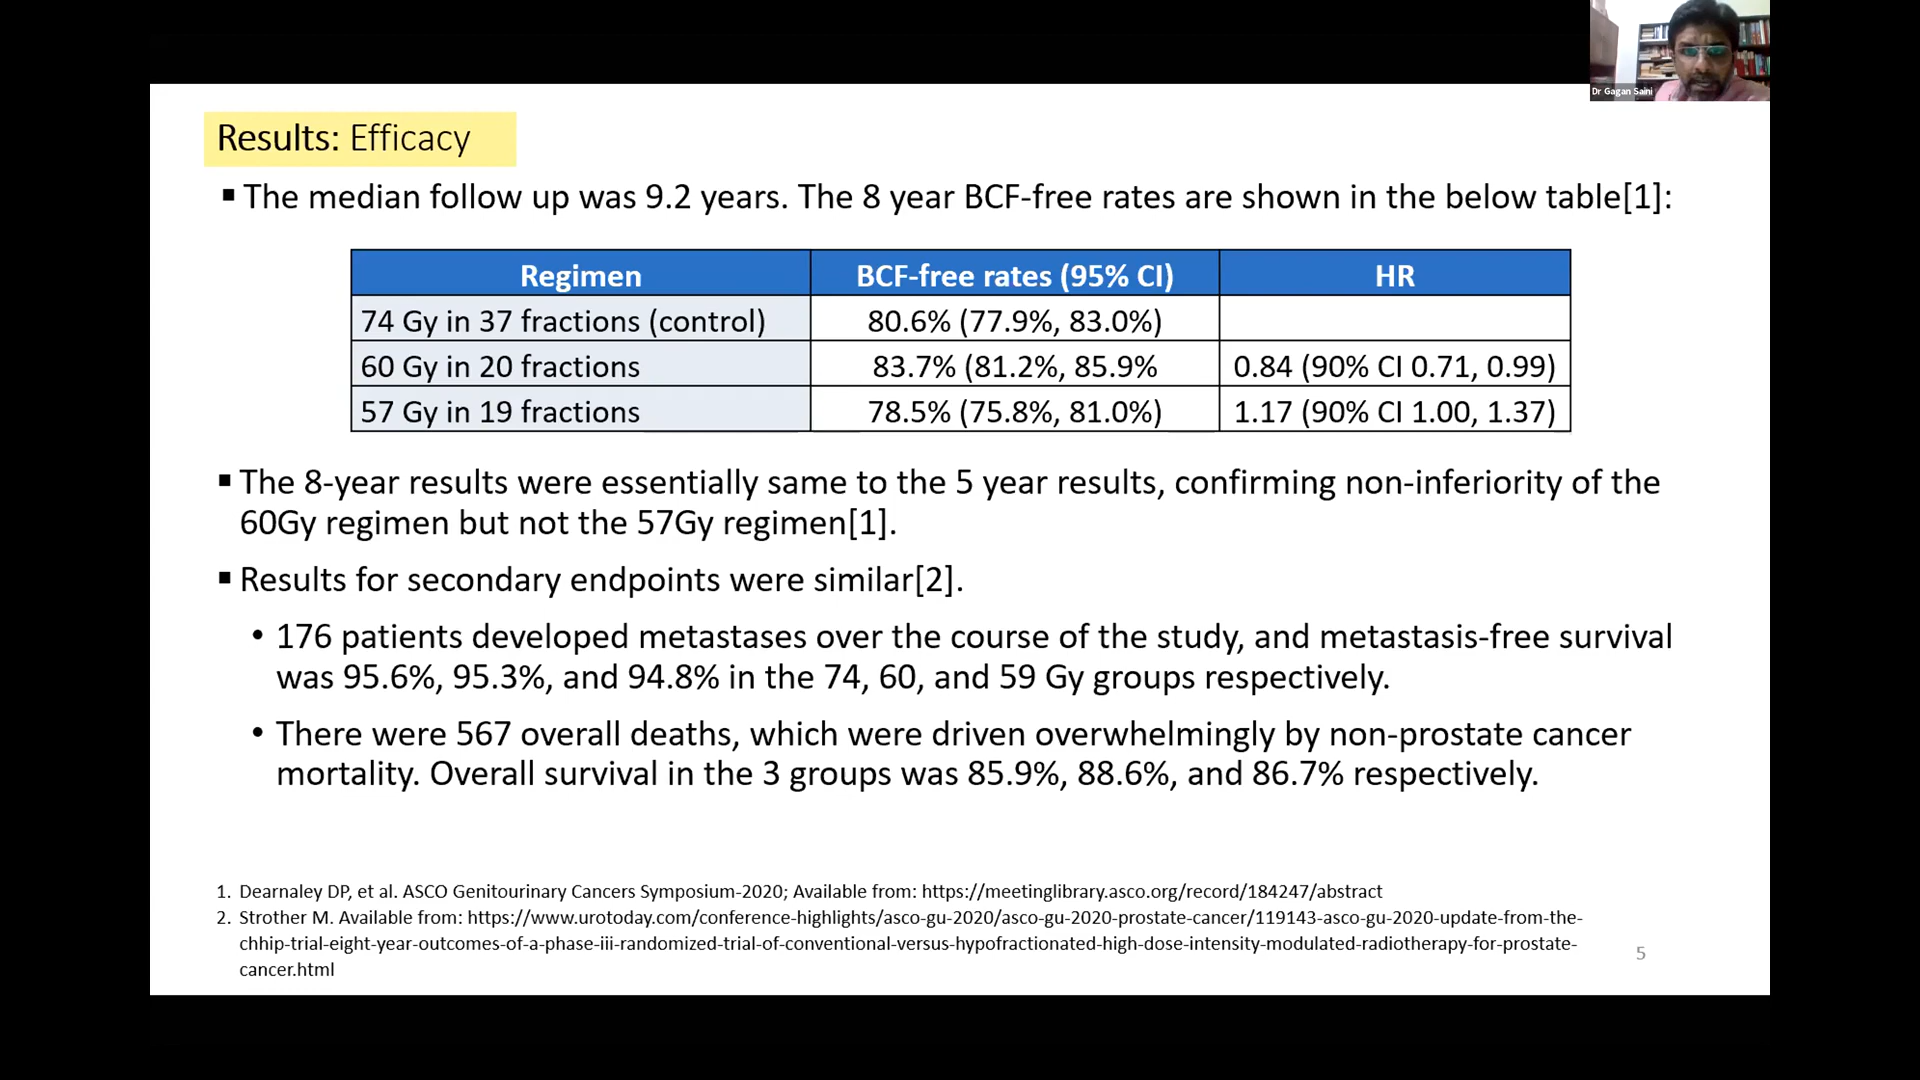 Dr Gagan Saini
Results: Efficacy
▪ The median follow up was 9.2 years. The 8 year BCF-free rates are shown in the below table[1]:
Regimen BCF-free rates (95% CI) HR
74 Gy in 37 fractions (control) 80.6% (77.9%, 83.0%)
60 Gy in 20 fractions 83.7% (81.2%, 85.9% 0.84 (90% CI 0.71, 0.99)
57 Gy in 19 fractions 78.5% (75.8%, 81.0%) 1.17 (90% CI 1.00, 1.37)
▪ The 8-year results were essentially same to the 5 year results, confirming non-inferiority of the
60Gy regimen but not the 57Gy regimen[1].
▪ Results for secondary endpoints were similar[2].
• 176 patients developed metastases over the course of the study, and metastasis-free survival
was 95.6%, 95.3%, and 94.8% in the 74, 60, and 59 Gy groups respectively.
• There were 567 overall deaths, which were driven overwhelmingly by non-prostate cancer
mortality. Overall survival in the 3 groups was 85.9%, 88.6%, and 86.7% respectively.
1. Dearnaley DP, et al. ASCO Genitourinary Cancers Symposium-2020; Available from: https://meetinglibrary.asco.org/record/184247/abstract
2. Strother M. Available from: https://www.urotoday.com/conference-highlights/asco-gu-2020/asco-gu-2020-prostate-cancer/119143-asco-gu-2020-update-from-the-
chhip-trial-eight-year-outcomes-of-a-phase-iii-randomized-trial-of-conventional-versus-hypofractionated-high-dose-intensity-modulated-radiotherapy-for-prostate-
cancer.html
5